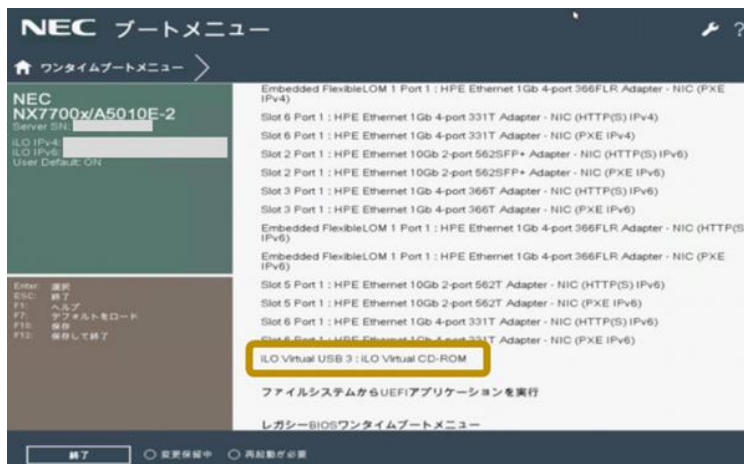 NEC ブートメニュー
?
ワンタイムブートメニュー
NEC
NX7700x/A5010E-2
Server SN:
iLO IPv4:
iLO IPv6:
User Default: ON
Enter: 選択
ESC: 終了
F1: ヘルプ
F7: デフォルトをロード
F10: 保存
F12: 保存して終了
Embedded FlexibleLOM 1 Port 1 : HPE Ethernet 1Gb 4-port 366FLR Adapter - NIC (PXE
IPv4)
Slot 6 Port 1 : HPE Ethernet 1Gb 4-port 331T Adapter - NIC (HTTP(S) IPv4)
Slot 6 Port 1 : HPE Ethernet 1Gb 4-port 331T Adapter - NIC (PXE IPv4)
Slot 2 Port 1 : HPE Ethernet 10Gb 2-port 562SFP+ Adapter - NIC (HTTP(S) IPv6)
Slot 2 Port 1 : HPE Ethernet 10Gb 2-port 562SFP+ Adapter - NIC (PXE IPv6)
Slot 3 Port 1 : HPE Ethernet 1Gb 4-port 366T Adapter - NIC (HTTP(S) IPv6)
Slot 3 Port 1 : HPE Ethernet 1Gb 4-port 366T Adapter - NIC (PXE IPv6)
Embedded FlexibleLOM 1 Port 1 : HPE Ethernet 1Gb 4-port 366FLR Adapter - NIC (HTTP(S
IPv6)
Embedded FlexibleLOM 1 Port 1 : HPE Ethernet 1Gb 4-port 366FLR Adapter - NIC (PXE
IPv6)
Slot 5 Port 1 : HPE Ethernet 10Gb 2-port 562T Adapter - NIC (HTTP(S) IPv6)
Slot 5 Port 1 : HPE Ethernet 10Gb 2-port 562T Adapter - NIC (PXE IPv6)
Slot 6 Port 1 : HPE Ethernet 1Gb 4-port 331T Adapter - NIC (HTTP(S) IPv6)
Slot 6 Port 1 : HPE Ethernet 1Gb 4-port 331T Adapter - NIC (PXE IPv6)
iLO Virtual USB 3 : iLO Virtual CD-ROM
ファイルシステムからUEFIアプリケーションを実行
レガシーBIOSワンタイムブートメニュー
終了 変更保留中 再起動が必要